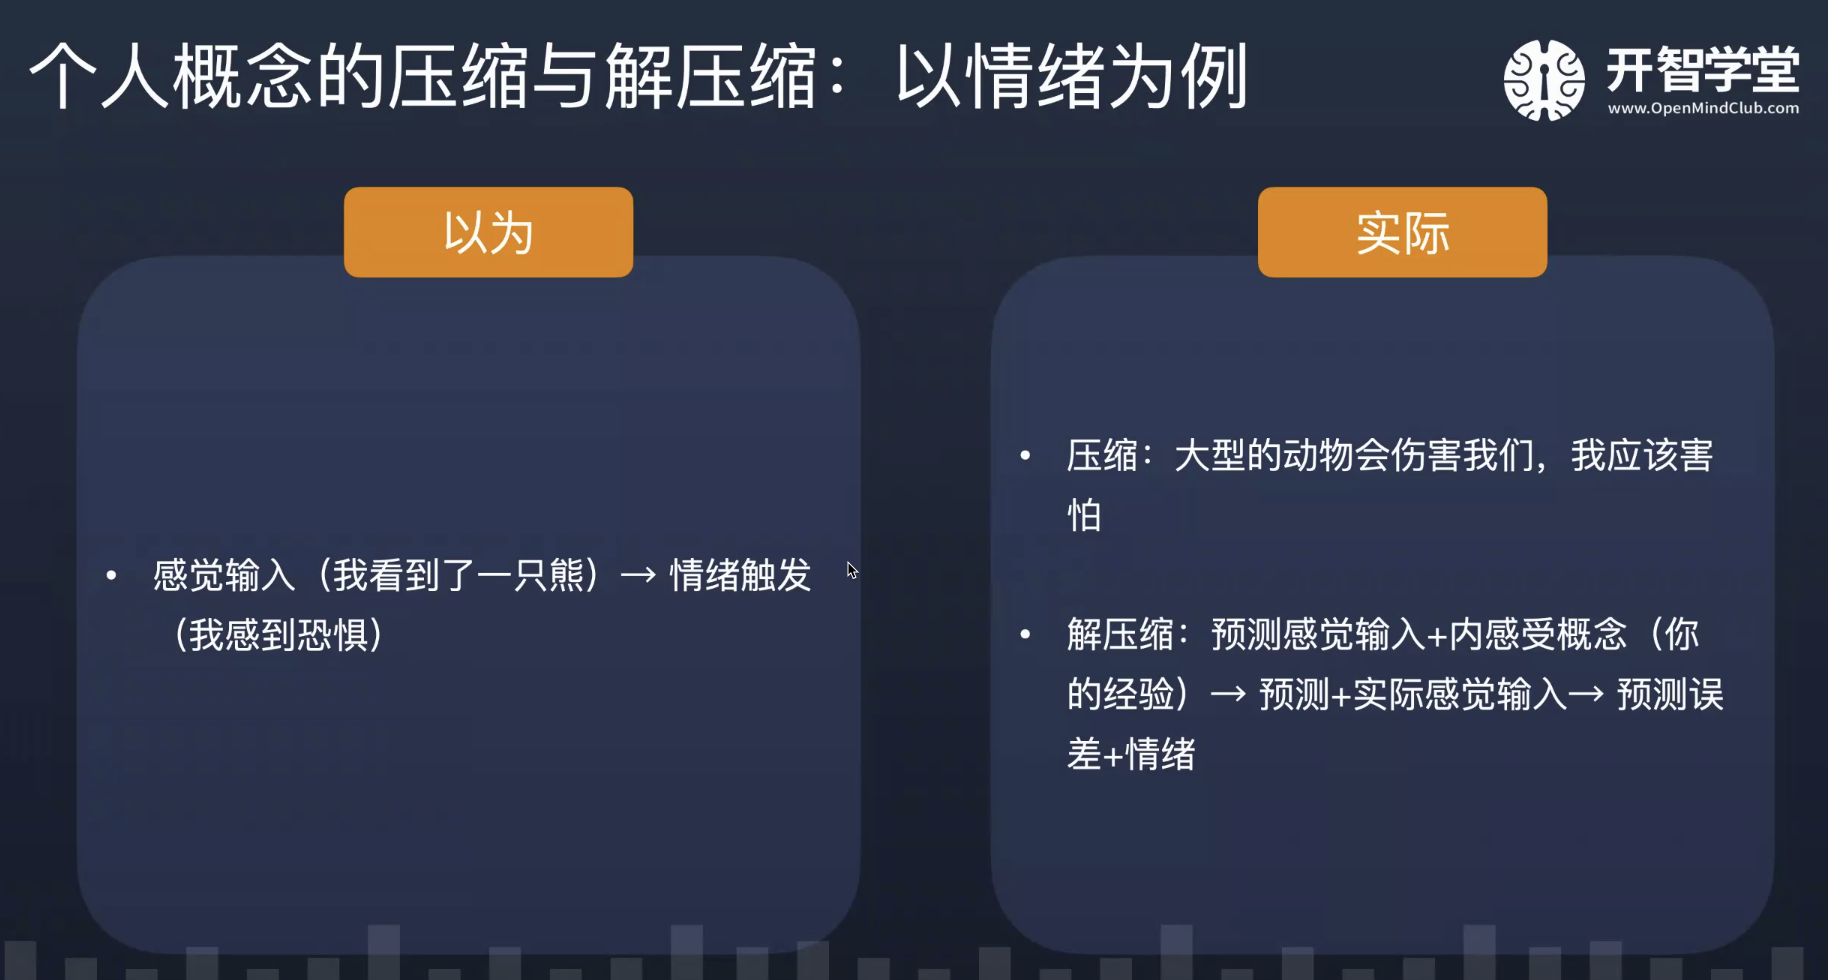 个人概念的压缩与解压缩：以情绪为例
开智学堂
www.OpenMindClub.com
以为
• 感觉输入（我看到了一只熊）→ 情绪触发
（我感到恐惧）
实际
• 压缩：大型的动物会伤害我们，我应该害
怕
• 解压缩：预测感觉输入+内感受概念（你
的经验）→ 预测+实际感觉输入→ 预测误
差+情绪